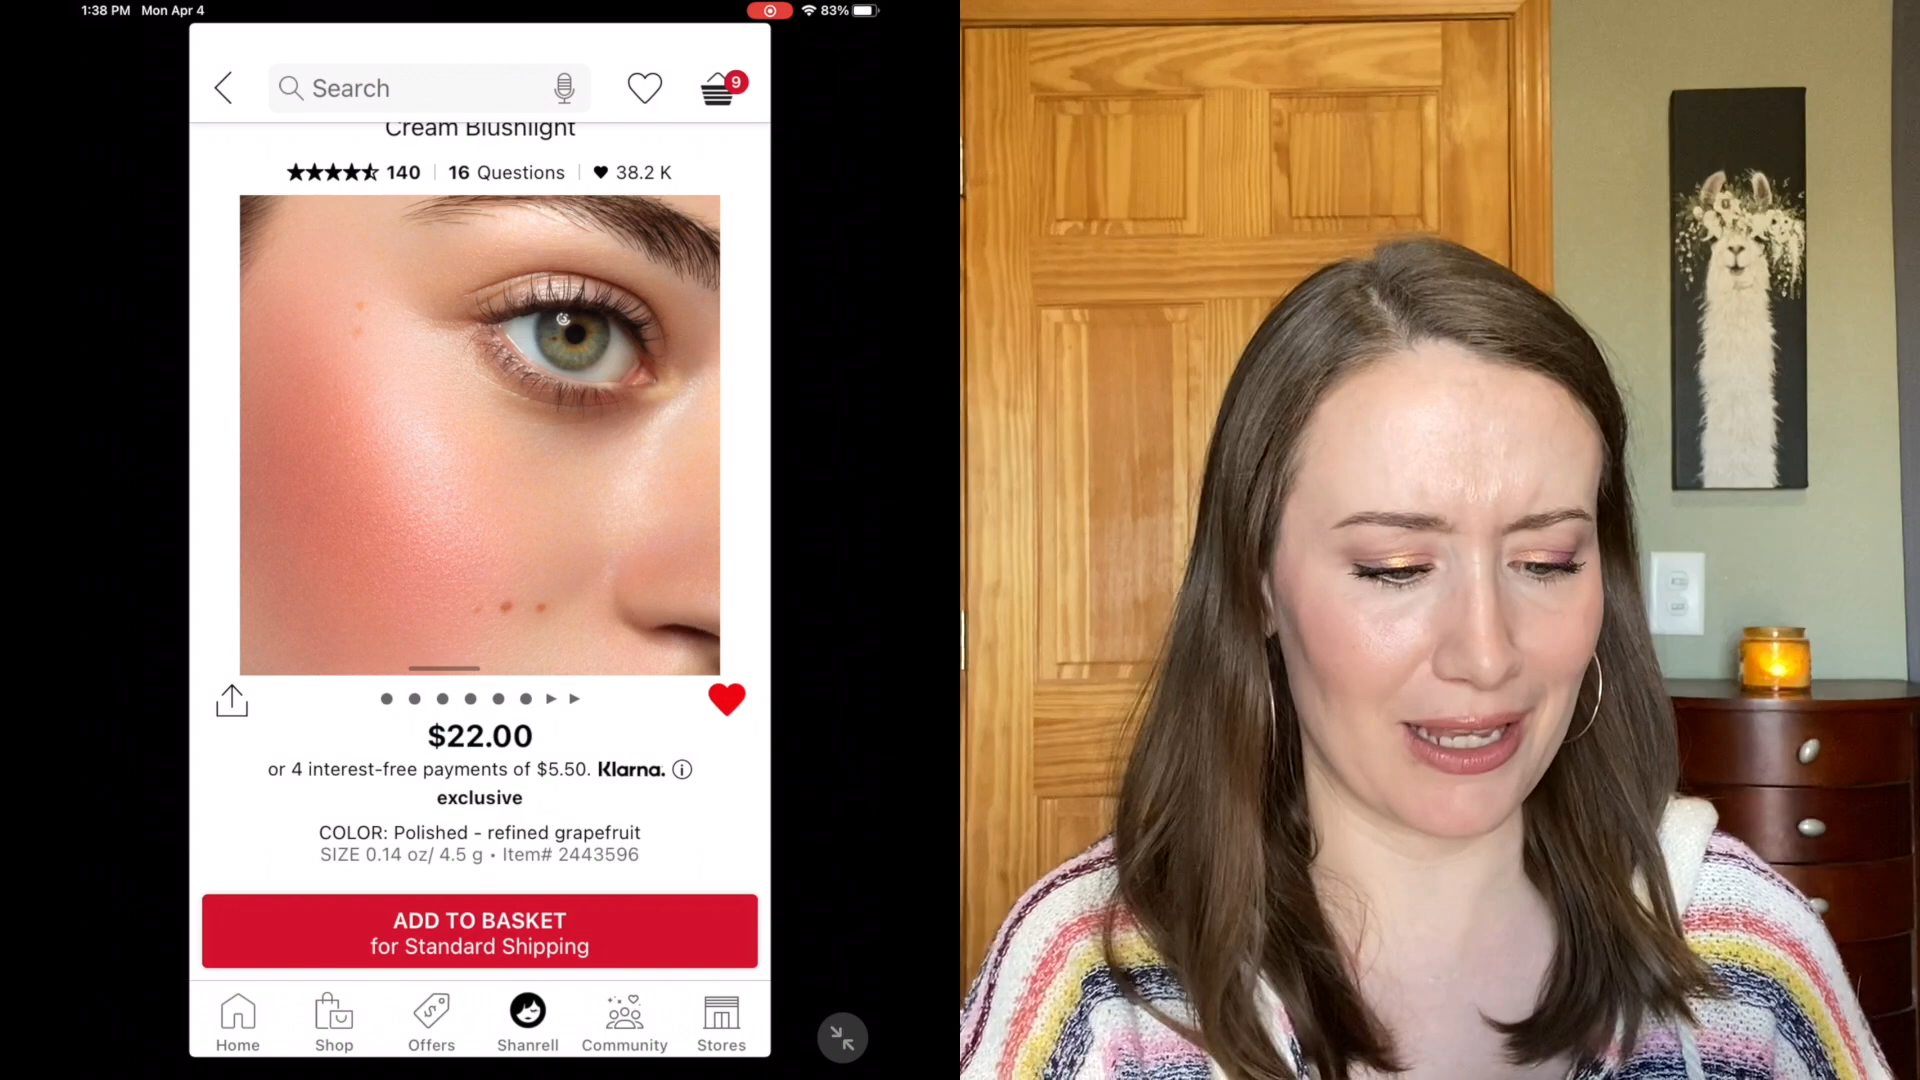 1:38 PM Mon Apr 4
83%
Search
9
Cream Blushlight
140 16 Questions 38.2 K
$22.00
or 4 interest-free payments of $5.50. Klarna.
exclusive
COLOR: Polished - refined grapefruit
SIZE 0.14 oz/ 4.5 g • Item# 2443596
ADD TO BASKET
for Standard Shipping
Home Shop Offers Shanrell Community Stores